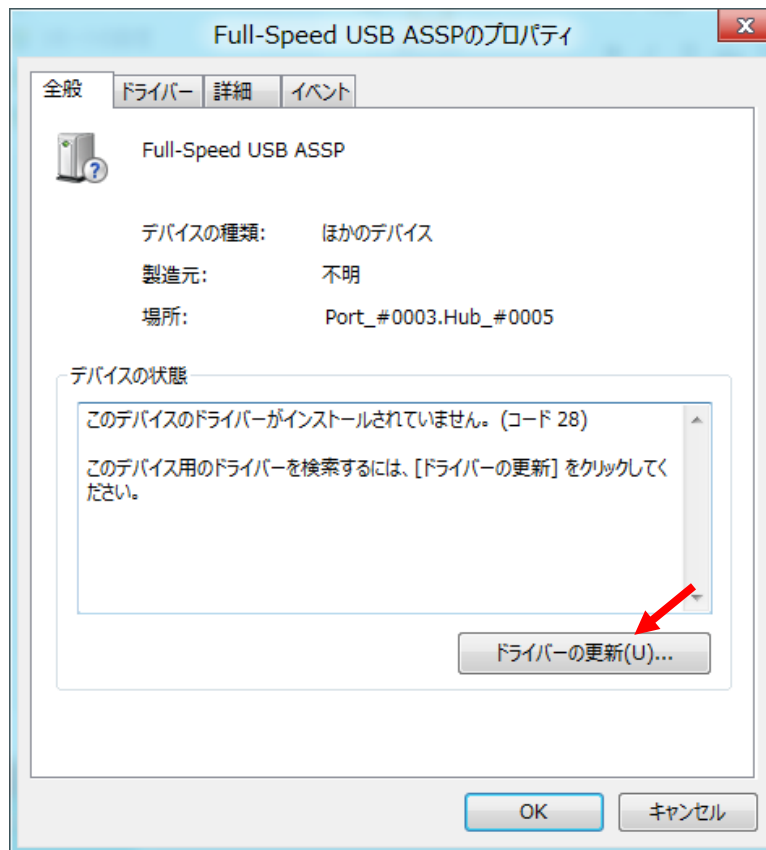 Full-Speed USB ASSPのプロパティ
x
全般 ドライバー 詳細 イベント
Full-Speed USB ASSP
デバイスの種類: ほかのデバイス
製造元: 不明
場所: Port_#0003.Hub_#0005
デバイスの状態
このデバイスのドライバーがインストールされていません。(コード 28)
このデバイス用のドライバーを検索するには、[ドライバーの更新] をクリックしてく
ださい。
ドライバーの更新(U)...
OK キャンセル